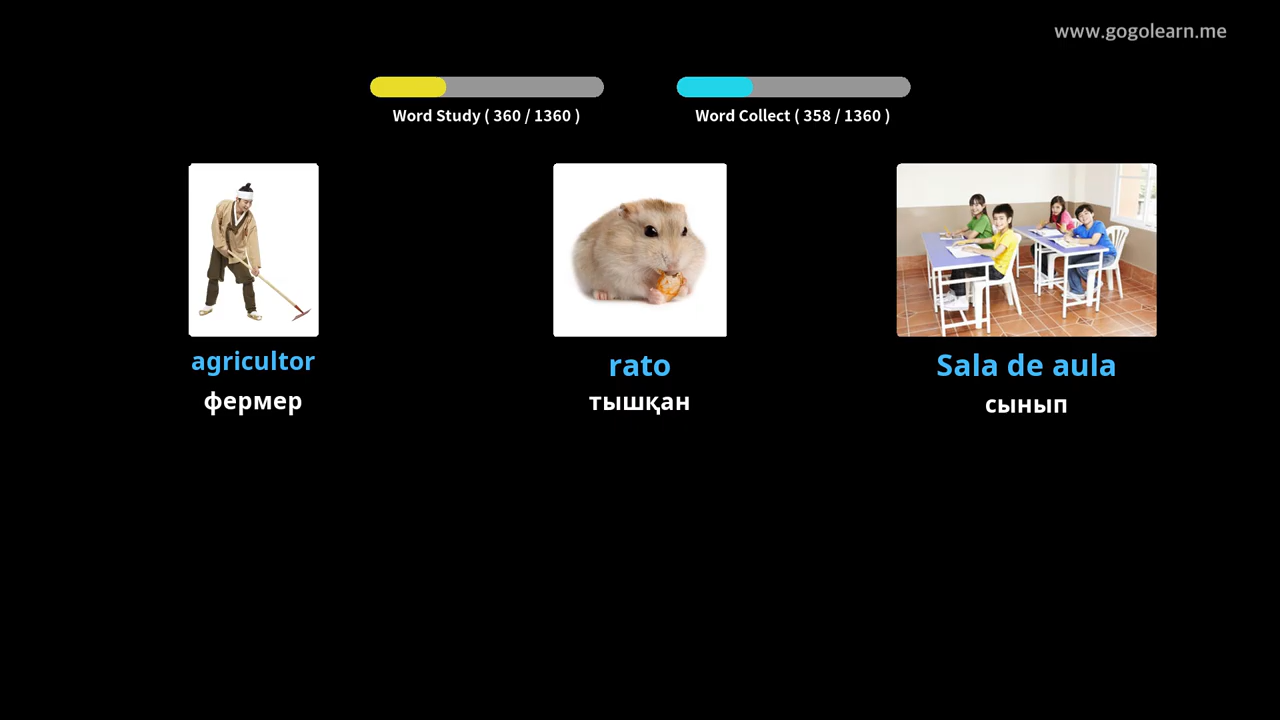 www.gogolearn.me
Word Study ( 360 / 1360 )
Word Collect ( 358 / 1360 )
agricultor
фермер
rato
тышқан
Sala de aula
сынып